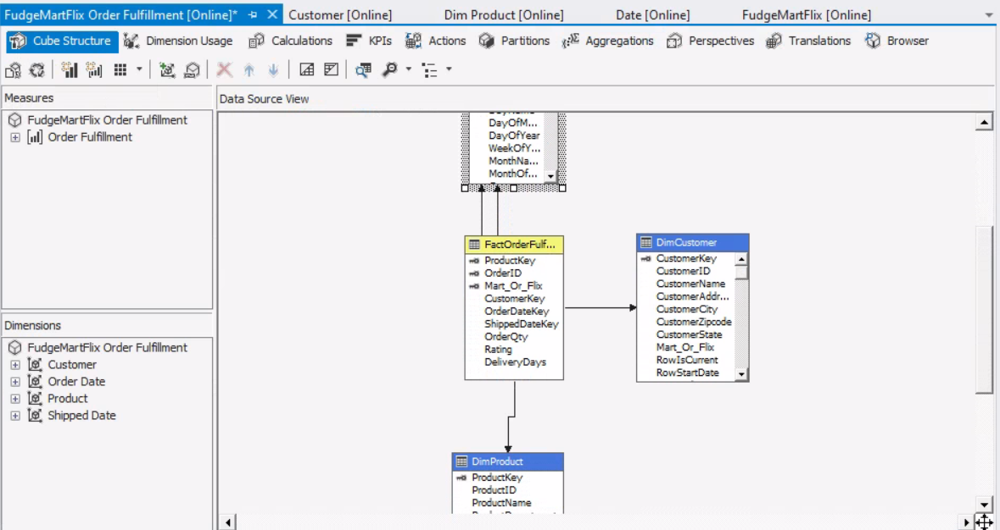 FudgeMartFlix Order Fulfillment [Online]* Customer [Online] Dim Product [Online] Date [Online] FudgeMartFlix [Online]
Cube Structure Dimension Usage Calculations KPIs Actions Partitions Aggregations Perspectives Translations Browser
Measures
FudgeMartFlix Order Fulfillment
Order Fulfillment
Dimensions
FudgeMartFlix Order Fulfillment
Customer
Order Date
Product
Shipped Date
Data Source View
DayOfM...
DayOfYear
WeekOfY...
MonthNa...
MonthOf...
FactOrderFulf...
ProductKey
OrderID
Mart_Or_Flix
CustomerKey
OrderDateKey
ShippedDateKey
OrderQty
Rating
DeliveryDays
DimCustomer
CustomerKey
CustomerID
CustomerName
CustomerAddr...
CustomerCity
CustomerZipcode
CustomerState
Mart_Or_Flix
RowIsCurrent
RowStartDate
DimProduct
ProductKey
ProductID
ProductName